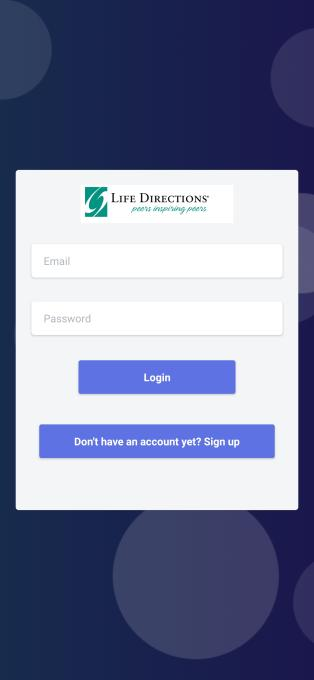 LIFE DIRECTIONS®
peers inspiring peers
Email
Password
Login
Don't have an account yet? Sign up